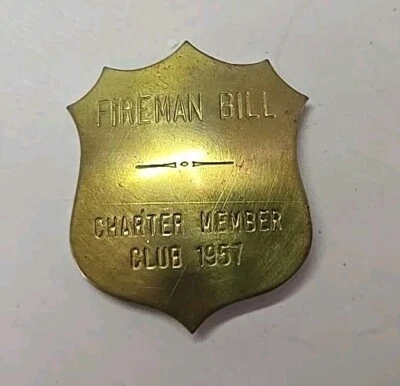 FIREMAN BILL
CHARTER MEMBER
CLUB 1957